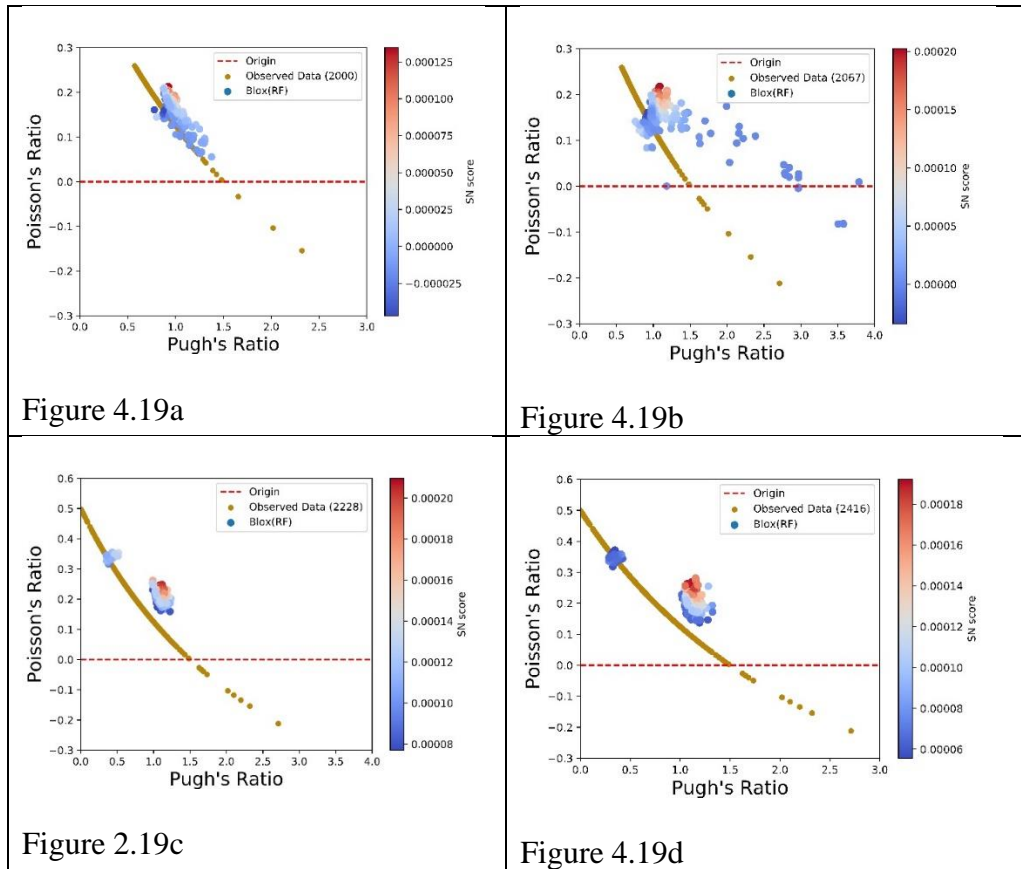 0.3
0.2
0.1
0.0
−0.1
−0.2
−0.3
Poisson's Ratio
Origin
Observed Data (2000)
Blox(RF)
0.0 0.5 1.0 1.5 2.0 2.5 3.0
Pugh's Ratio
0.000125
0.000100
0.000075
0.000050
0.000025
0.000000
−0.000025
SN score
Figure 4.19a
0.3
0.2
0.1
0.0
−0.1
−0.2
−0.3
Poisson's Ratio
Origin
Observed Data (2067)
Blox(RF)
0.0 0.5 1.0 1.5 2.0 2.5 3.0 3.5 4.0
Pugh's Ratio
0.00020
0.00015
0.00010
0.00005
0.00000
SN score
Figure 4.19b
0.6
0.5
0.4
0.3
0.2
0.1
0.0
−0.1
−0.2
−0.3
Poisson's Ratio
Origin
Observed Data (2228)
Blox(RF)
0.0 0.5 1.0 1.5 2.0 2.5 3.0 3.5 4.0
Pugh's Ratio
0.00020
0.00018
0.00016
0.00014
0.00012
0.00010
0.00008
SN score
Figure 2.19c
0.6
0.5
0.4
0.3
0.2
0.1
0.0
−0.1
−0.2
−0.3
Poisson's Ratio
Origin
Observed Data (2416)
Blox(RF)
0.0 0.5 1.0 1.5 2.0 2.5 3.0
Pugh's Ratio
0.00018
0.00016
0.00014
0.00012
0.00010
0.00008
0.00006
SN score
Figure 4.19d